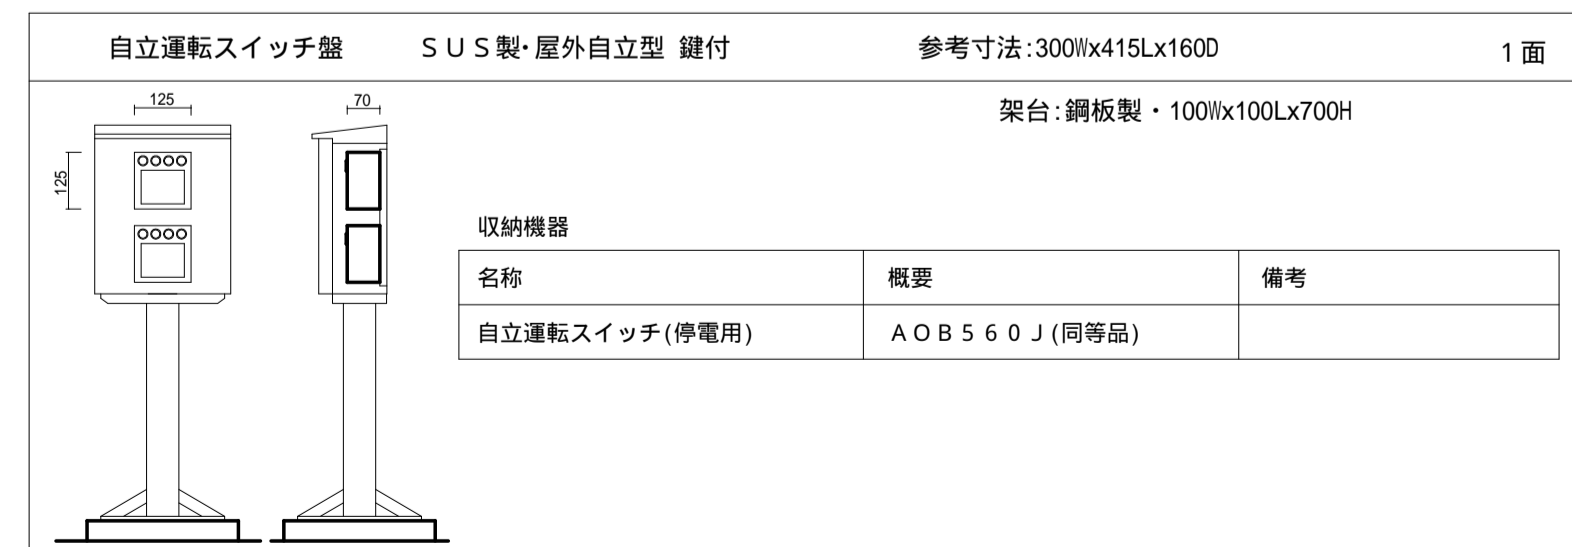 自立運転スイッチ盤 ＳＵＳ製・屋外自立型 鍵付 参考寸法:300Wx415Lx160D 1面
125 70 架台:鋼板製・100Wx100Lx700H
125
収納機器
名称 概要 備考
自立運転スイッチ(停電用) ＡＯＢ５６０Ｊ(同等品)